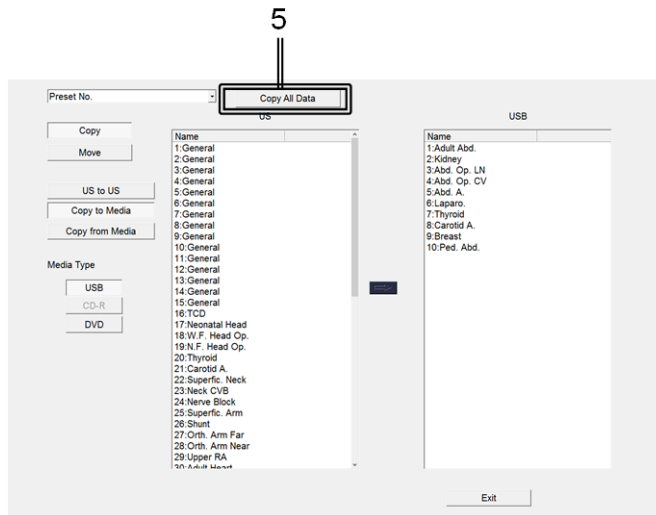 5
Preset No.
Copy All Data
US
USB
Copy
Move
US to US
Copy to Media
Copy from Media
Media Type
USB
CD-R
DVD
Name
1:General
2:General
3:General
4:General
5:General
6:General
7:General
8:General
9:General
10:General
11:General
12:General
13:General
14:General
15:General
16:TCD
17:Neonatal Head
18:W.F. Head Op.
19:N.F. Head Op.
20:Thyroid
21:Carotid A.
22:Superfic. Neck
23:Neck CVB
24:Nerve Block
25:Superfic. Arm
26:Shunt
27:Orth. Arm Far
28:Orth. Arm Near
29:Upper RA
30:Adult Heart
Name
1:Adult Abd.
2:Kidney
3:Abd. Op. LN
4:Abd. Op. CV
5:Abd. A.
6:Laparo.
7:Thyroid
8:Carotid A.
9:Breast
10:Ped. Abd.
Exit